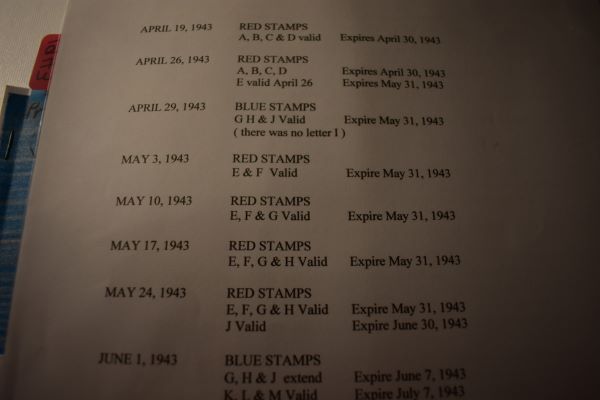 APRIL 19, 1943 RED STAMPS
A, B, C & D valid Expires April 30, 1943
APRIL 26, 1943 RED STAMPS
A, B, C, D Expires April 30, 1943
E valid April 26 Expires May 31, 1943
APRIL 29, 1943 BLUE STAMPS
G H & J Valid Expire May 31, 1943
( there was no letter I )
MAY 3, 1943 RED STAMPS
E & F Valid Expire May 31, 1943
MAY 10, 1943 RED STAMPS
E, F & G Valid Expire May 31, 1943
MAY 17, 1943 RED STAMPS
E, F, G & H Valid Expire May 31, 1943
MAY 24, 1943 RED STAMPS
E, F, G & H Valid Expire May 31, 1943
J Valid Expire June 30, 1943
JUNE 1, 1943 BLUE STAMPS
G, H & J extend Expire June 7, 1943
K, L & M Valid Expire July 7, 1943
1943